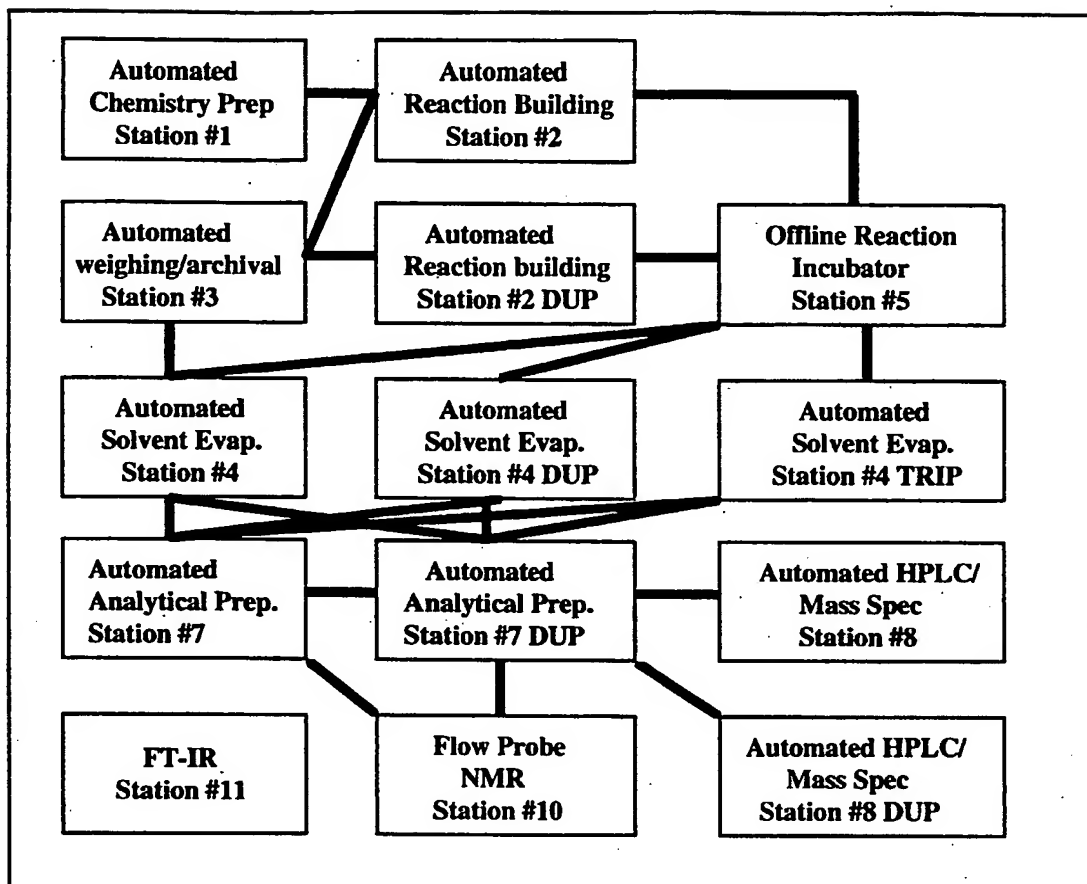 Automated
Chemistry Prep
Station #1
Automated
Reaction Building
Station #2
Automated
weighing/archival
Station #3
Automated
Reaction building
Station #2 DUP
Offline Reaction
Incubator
Station #5
Automated
Solvent Evap.
Station #4
Automated
Solvent Evap.
Station #4 DUP
Automated
Solvent Evap.
Station #4 TRIP
Automated
Analytical Prep.
Station #7
Automated
Analytical Prep.
Station #7 DUP
Automated HPLC/
Mass Spec
Station #8
FT-IR
Station #11
Flow Probe
NMR
Station #10
Automated HPLC/
Mass Spec
Station #8 DUP